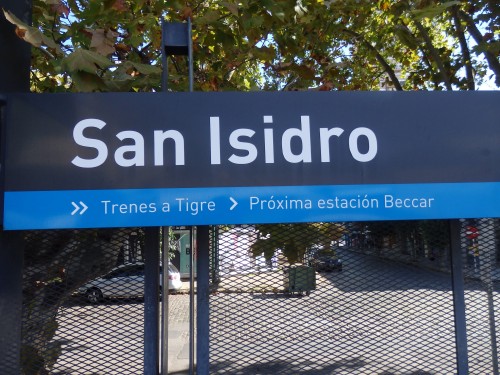 San Isidro
Trenes a Tigre Próxima estación Beccar